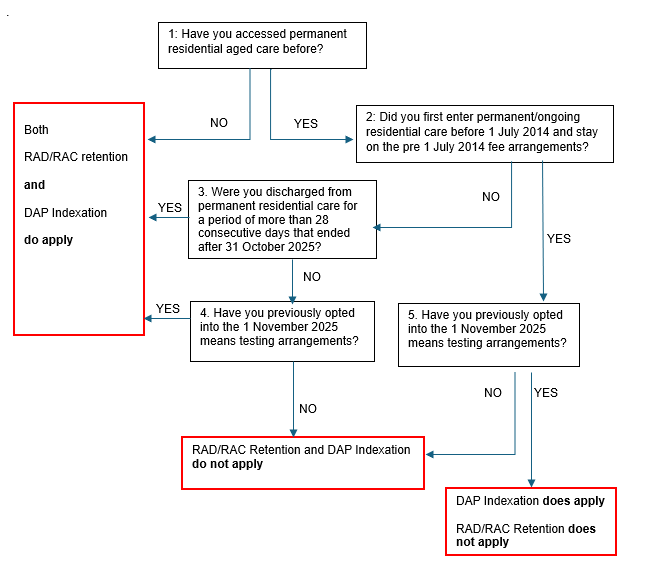 .
1: Have you accessed permanent
residential aged care before?
NO
YES
2: Did you first enter permanent/ongoing
residential care before 1 July 2014 and stay
on the pre 1 July 2014 fee arrangements?
Both
RAD/RAC retention
and
DAP Indexation
do apply
YES
3. Were you discharged from
permanent residential care for
a period of more than 28
consecutive days that ended
after 31 October 2025?
NO
YES
NO
YES
4. Have you previously opted
into the 1 November 2025
means testing arrangements?
5. Have you previously opted
into the 1 November 2025
means testing arrangements?
NO
NO
YES
RAD/RAC Retention and DAP Indexation
do not apply
DAP Indexation does apply
RAD/RAC Retention does
not apply